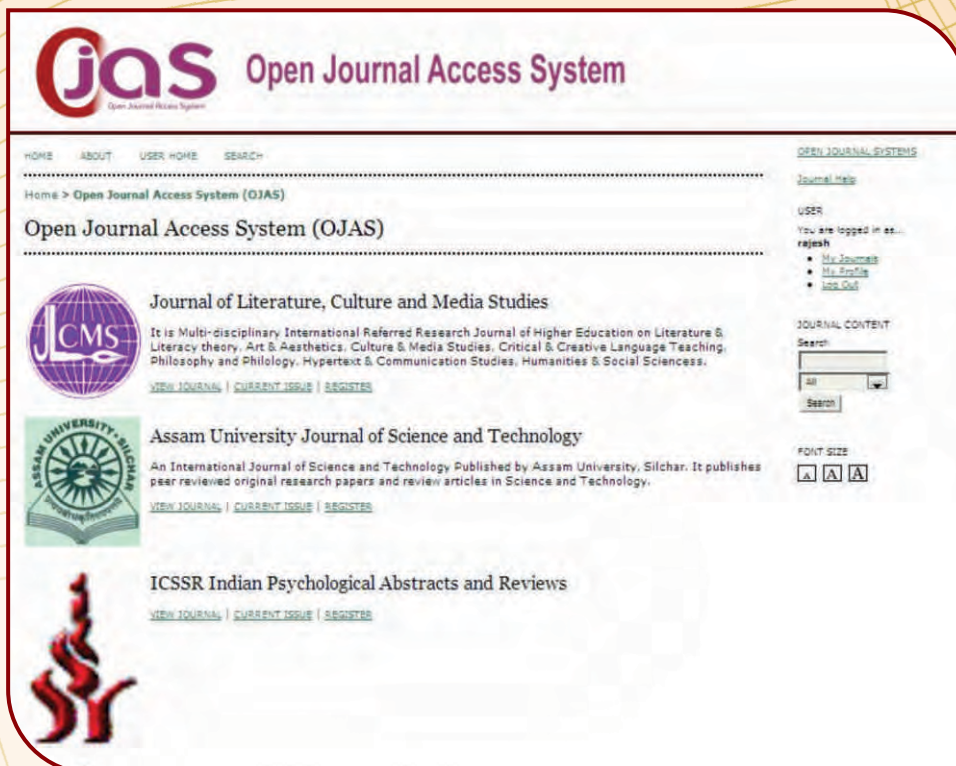 Ojas Open Journal Access System
Open Journal Access System
HOME ABOUT USER HOME SEARCH
Home > Open Journal Access System (OJAS)
Open Journal Access System (OJAS)
JLCMS
Journal of Literature, Culture and Media Studies
It is Multi-disciplinary International Referred Research Journal of Higher Education on Literature &
Literacy theory, Art & Aesthetics, Culture & Media Studies, Critical & Creative Language Teaching,
Philosophy and Philology, Hypertext & Communication Studies, Humanities & Social Sciencess.
VIEW JOURNAL | CURRENT ISSUE | REGISTER
ASSAM UNIVERSITY, SILCHAR
Assam University Journal of Science and Technology
An International Journal of Science and Technology Published by Assam University, Silchar. It publishes
peer reviewed original research papers and review articles in Science and Technology.
VIEW JOURNAL | CURRENT ISSUE | REGISTER
ICSSR Indian Psychological Abstracts and Reviews
VIEW JOURNAL | CURRENT ISSUE | REGISTER
OPEN JOURNAL SYSTEMS
Journal Help
USER
You are logged in as...
rajesh
My Journals
My Profile
Log Out
JOURNAL CONTENT
Search
All
Search
FONT SIZE
A A A